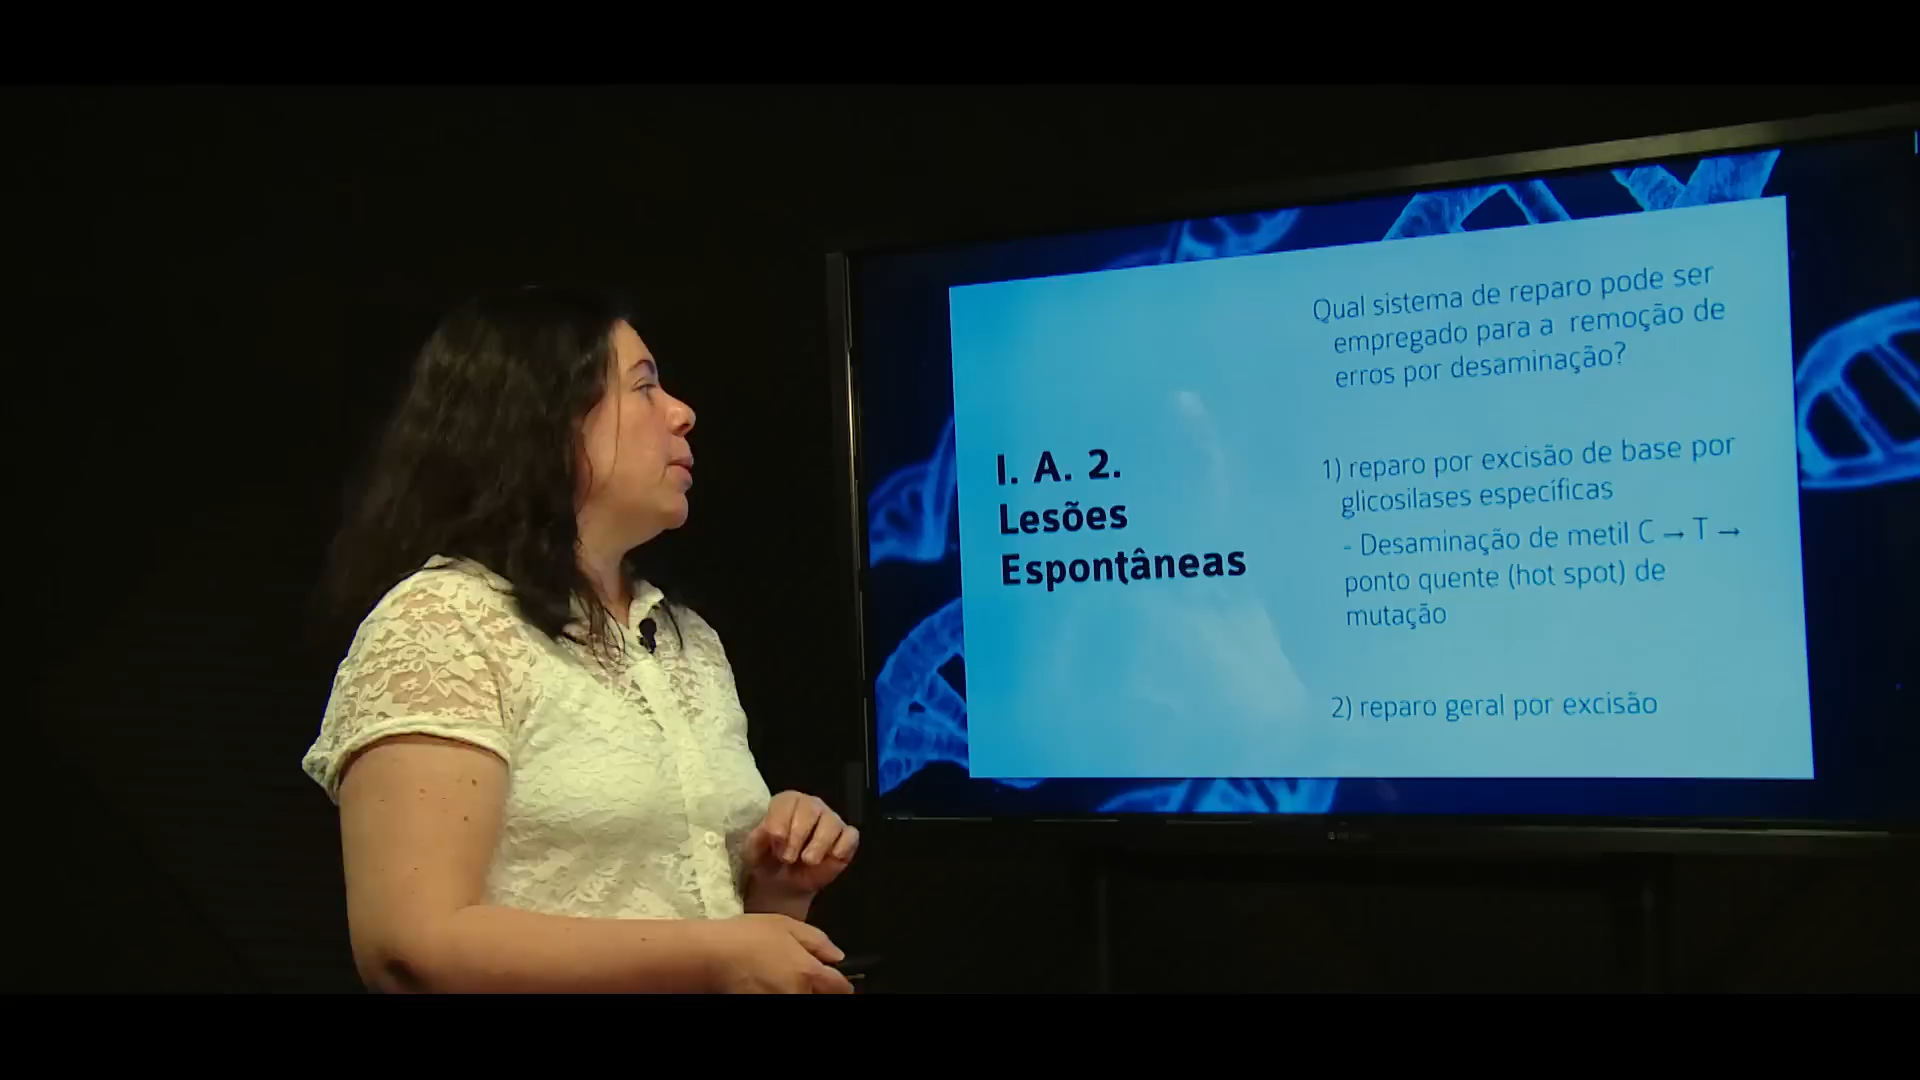 I. A. 2.
Lesões
Espontâneas
Qual sistema de reparo pode ser
empregado para a remoção de
erros por desaminação?
1) reparo por excisão de base por
glicosilases específicas
- Desaminação de metil C → T →
ponto quente (hot spot) de
mutação
2) reparo geral por excisão